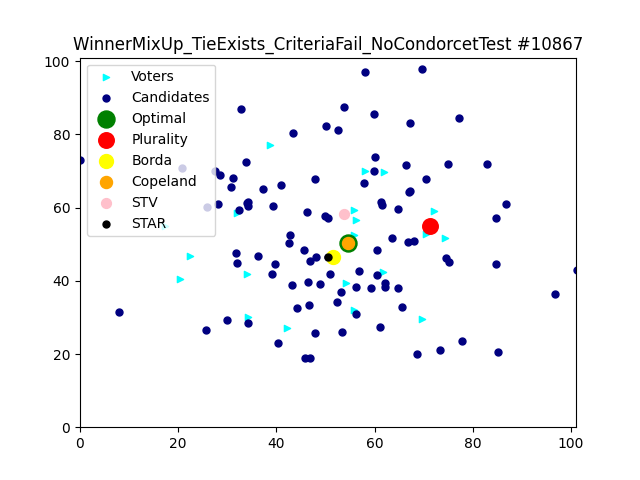 WinnerMixUp_TieExists_CriteriaFail_NoCondorcetTest #10867
100
80
60
40
20
0
Voters
Candidates
Optimal
Plurality
Borda
Copeland
STV
STAR
0 20 40 60 80 100